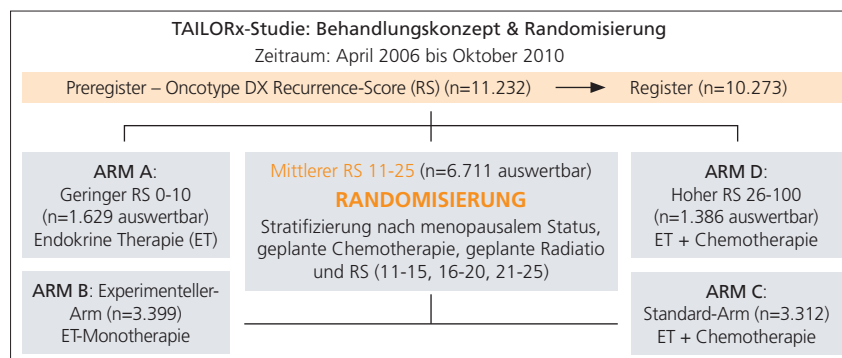 TAILORx-Studie: Behandlungskonzept & Randomisierung
Zeitraum: April 2006 bis Oktober 2010
Preregister – Oncotype DX Recurrence-Score (RS) (n=11.232) → Register (n=10.273)
ARM A:
Geringer RS 0-10
(n=1.629 auswertbar)
Endokrine Therapie (ET)
Mittlerer RS 11-25 (n=6.711 auswertbar)
RANDOMISIERUNG
Stratifizierung nach menopausalem Status,
geplante Chemotherapie, geplante Radiatio
und RS (11-15, 16-20, 21-25)
ARM D:
Hoher RS 26-100
(n=1.386 auswertbar)
ET + Chemotherapie
ARM B: Experimenteller-
Arm (n=3.399)
ET-Monotherapie
ARM C:
Standard-Arm (n=3.312)
ET + Chemotherapie